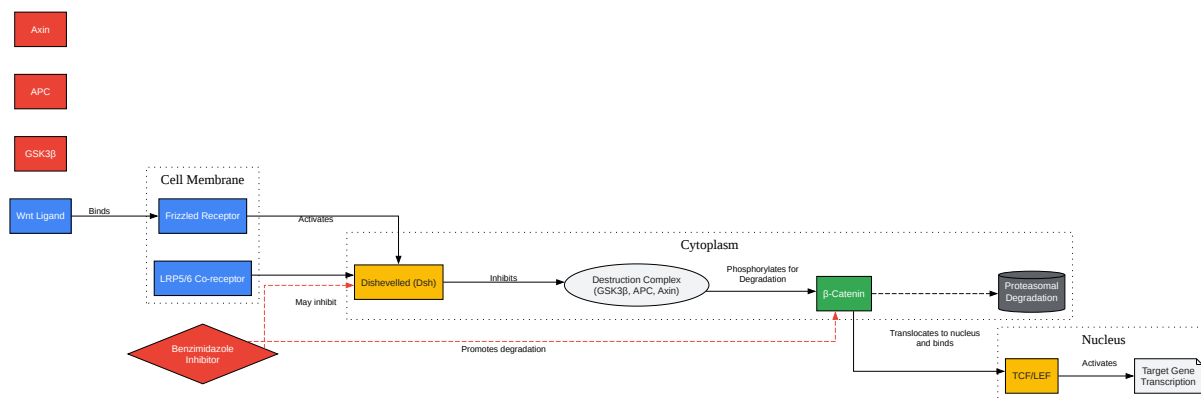 Axin
APC
GSK3β
Cell Membrane
Wnt Ligand
Binds
Frizzled Receptor
Activates
LRP5/6 Co-receptor
May inhibit
Benzimidazole
Inhibitor
Promotes degradation
Cytoplasm
Dishevelled (Dsh)
Inhibits
Destruction Complex
(GSK3β, APC, Axin)
Phosphorylates for
Degradation
β-Catenin
Proteasomal
Degradation
Translocates to nucleus
and binds
Nucleus
TCF/LEF
Activates
Target Gene
Transcription